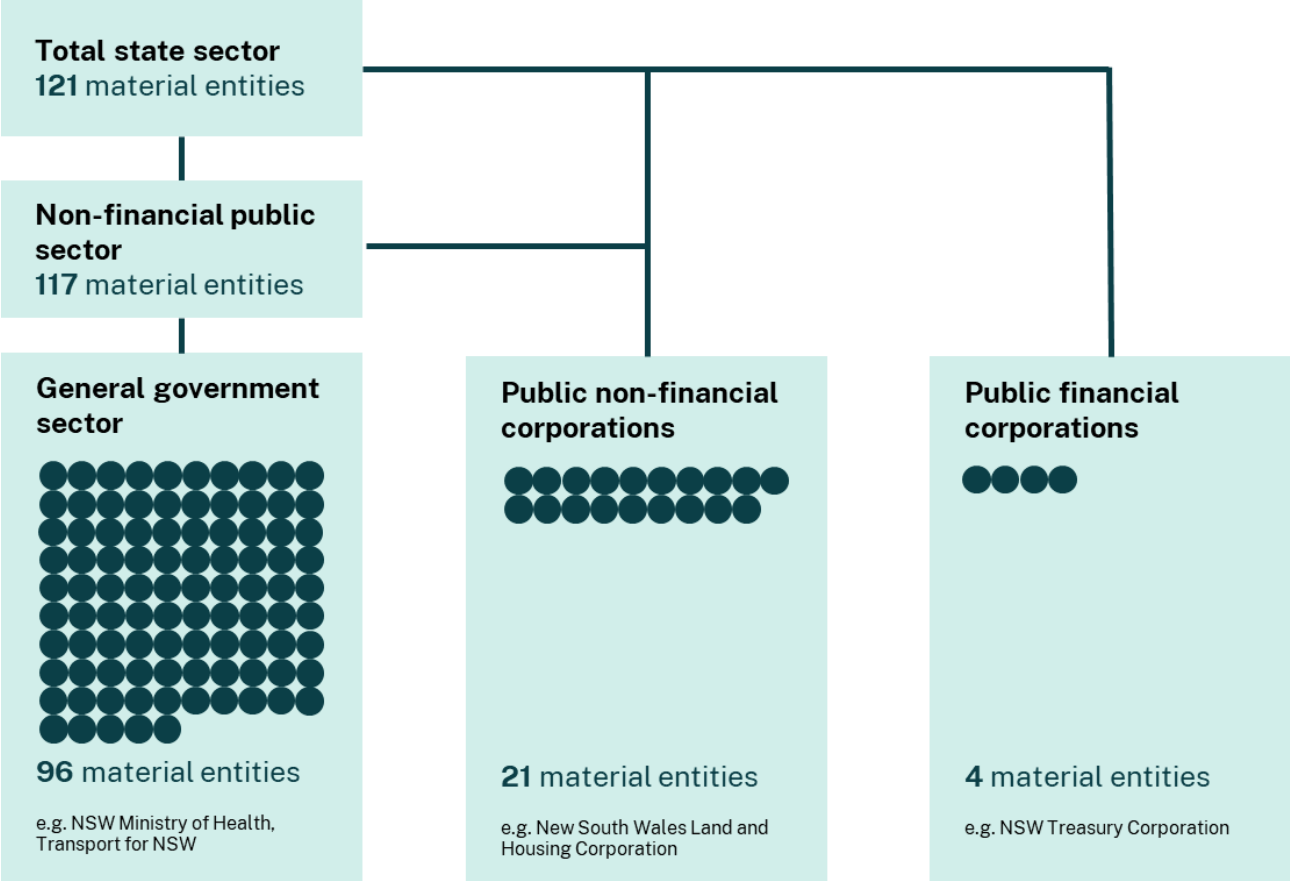 Total state sector
121 material entities
Non-financial public
sector
117 material entities
General government
sector
96 material entities
e.g. NSW Ministry of Health,
Transport for NSW
Public non-financial
corporations
21 material entities
e.g. New South Wales Land and
Housing Corporation
Public financial
corporations
4 material entities
e.g. NSW Treasury Corporation